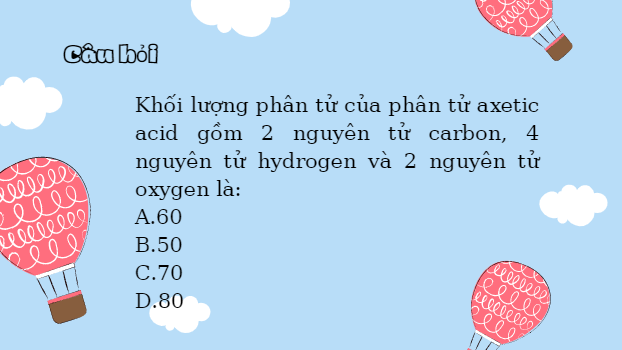 Câu hỏi
Khối lượng phân tử của phân tử axetic
acid gồm 2 nguyên tử carbon, 4
nguyên tử hydrogen và 2 nguyên tử
oxygen là:
A.60
B.50
C.70
D.80